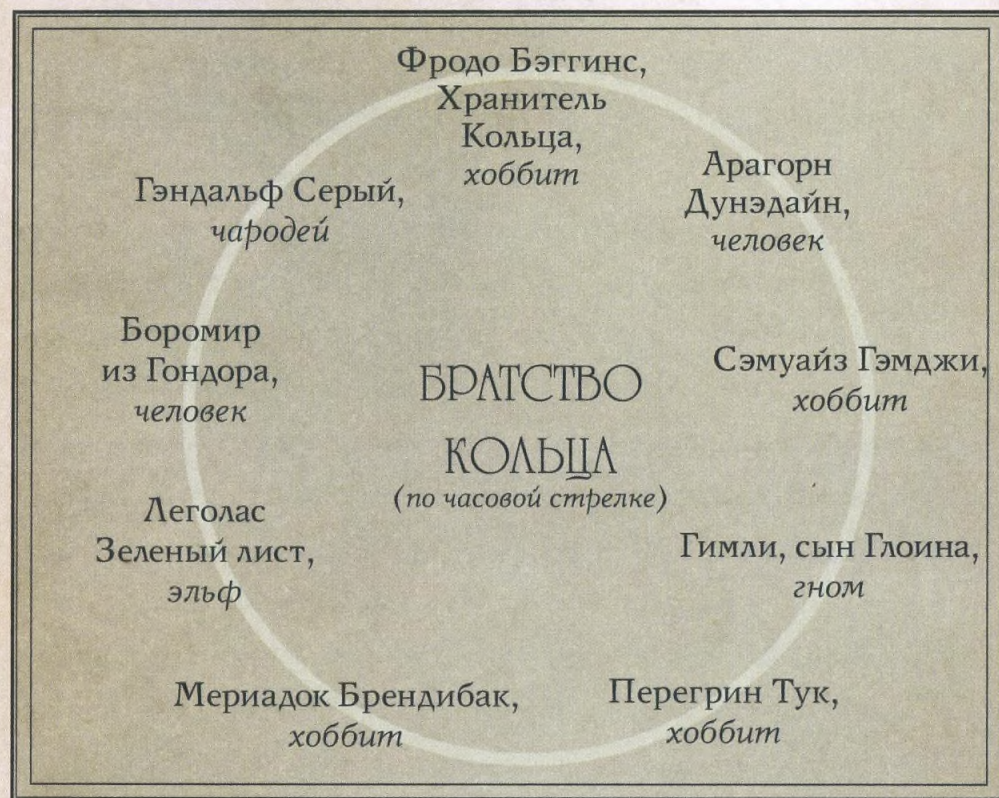 Фродо Бэггинс,
Хранитель
Кольца,
хоббит
Арагорн
Дунэдайн,
человек
Сэмуайз Гэмджи,
хоббит
Гимли, сын Глоина,
гном
Перегрин Тук,
хоббит
Мериадок Брендибак,
хоббит
Леголас
Зеленый лист,
эльф
Боромир
из Гондора,
человек
Гэндальф Серый,
чародей
БРАТСТВО
КОЛЬЦА
(по часовой стрелке)